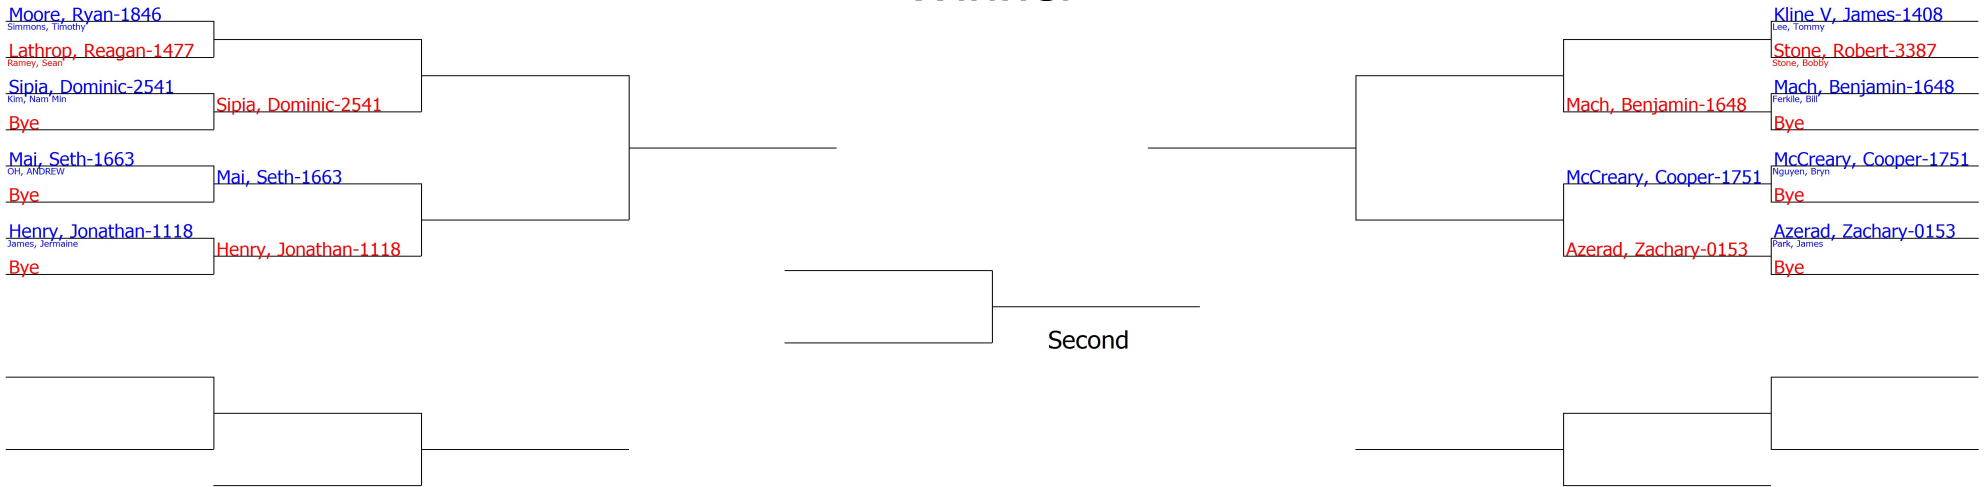 Moore, Ryan-1846
Simmons, Timothy
Lathrop, Reagan-1477
Ramey, Sean
Sipia, Dominic-2541
Kim, Nam Min
Bye
Mai, Seth-1663
OH, ANDREW
Bye
Henry, Jonathan-1118
James, Jermaine
Bye
Sipia, Dominic-2541
Mai, Seth-1663
Henry, Jonathan-1118
Second
Mach, Benjamin-1648
McCreary, Cooper-1751
Azerad, Zachary-0153
Kline V, James-1408
Lee, Tommy
Stone, Robert-3387
Stone, Bobby
Mach, Benjamin-1648
Ferkile, Bill
Bye
McCreary, Cooper-1751
Nguyen, Bryn
Bye
Azerad, Zachary-0153
Park, James
Bye